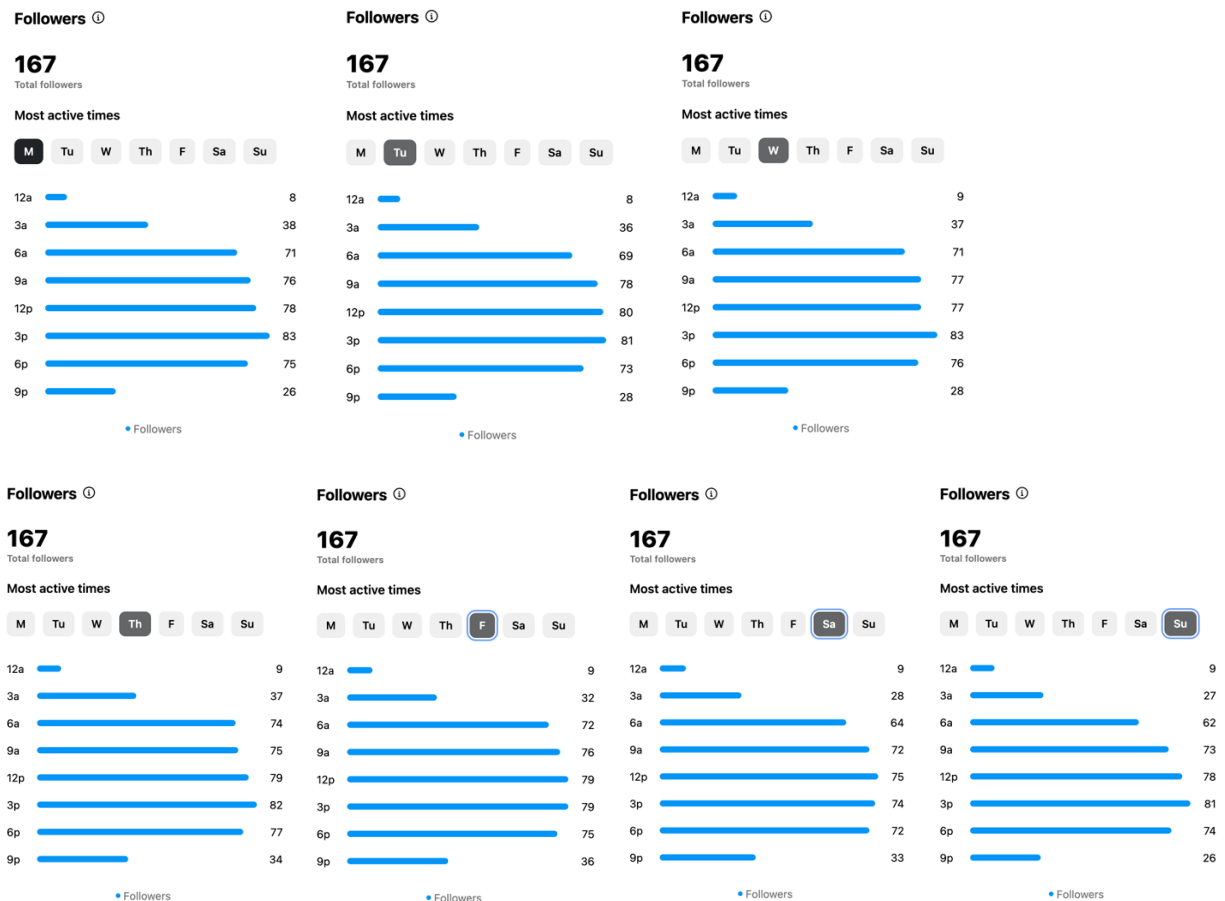 Followers
167
Total followers
Most active times
M Tu W Th F Sa Su
12a 8
3a 38
6a 71
9a 76
12p 78
3p 83
6p 75
9p 26
Followers
Followers
167
Total followers
Most active times
M Tu W Th F Sa Su
12a 8
3a 36
6a 69
9a 78
12p 80
3p 81
6p 73
9p 28
Followers
Followers
167
Total followers
Most active times
M Tu W Th F Sa Su
12a 9
3a 37
6a 71
9a 77
12p 77
3p 83
6p 76
9p 28
Followers
Followers
167
Total followers
Most active times
M Tu W Th F Sa Su
12a 9
3a 37
6a 74
9a 75
12p 79
3p 82
6p 77
9p 34
Followers
Followers
167
Total followers
Most active times
M Tu W Th F Sa Su
12a 9
3a 32
6a 72
9a 76
12p 79
3p 79
6p 75
9p 36
Followers
Followers
167
Total followers
Most active times
M Tu W Th F Sa Su
12a 9
3a 28
6a 64
9a 72
12p 75
3p 74
6p 72
9p 33
Followers
Followers
167
Total followers
Most active times
M Tu W Th F Sa Su
12a 9
3a 27
6a 62
9a 73
12p 78
3p 81
6p 74
9p 26
Followers